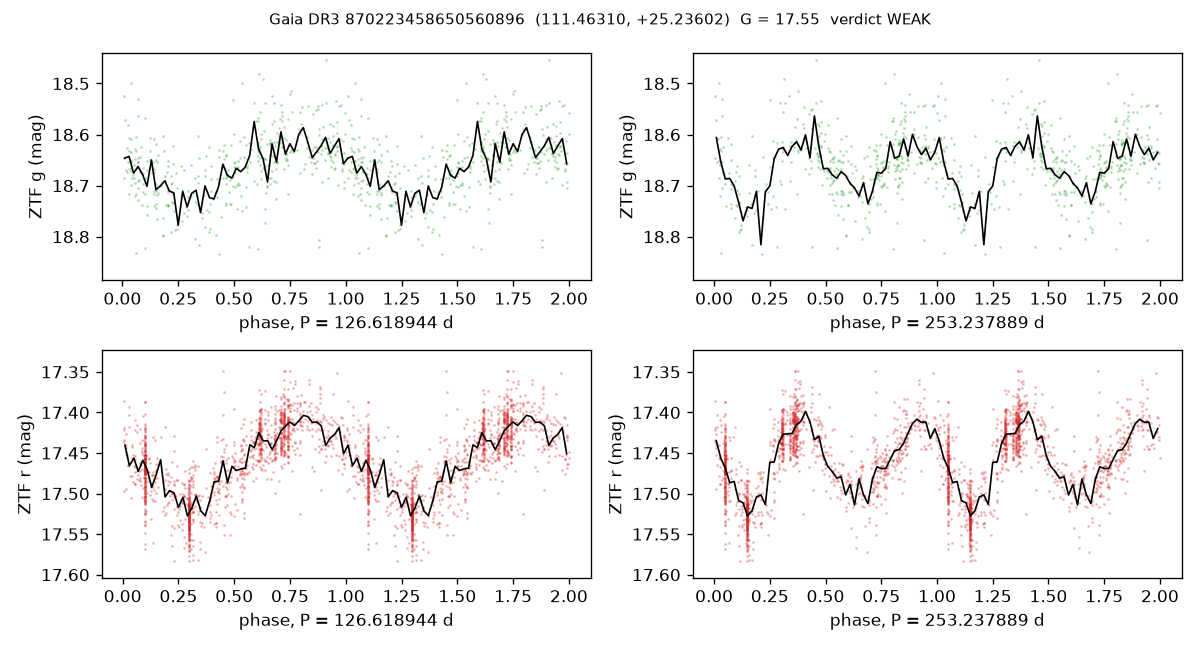 Gaia DR3 870223458650560896  (111.46310, +25.23602)  G = 17.55  verdict WEAK
ZTF g (mag)
18.5
18.6
18.7
18.8
0.00 0.25 0.50 0.75 1.00 1.25 1.50 1.75 2.00
phase, P = 126.618944 d
ZTF g (mag)
18.5
18.6
18.7
18.8
0.00 0.25 0.50 0.75 1.00 1.25 1.50 1.75 2.00
phase, P = 253.237889 d
ZTF r (mag)
17.35
17.40
17.45
17.50
17.55
17.60
0.00 0.25 0.50 0.75 1.00 1.25 1.50 1.75 2.00
phase, P = 126.618944 d
ZTF r (mag)
17.35
17.40
17.45
17.50
17.55
17.60
0.00 0.25 0.50 0.75 1.00 1.25 1.50 1.75 2.00
phase, P = 253.237889 d